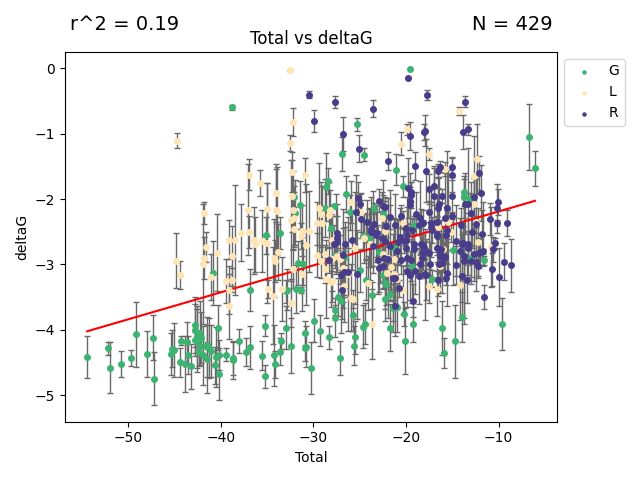 r^2 = 0.19 N = 429
Total vs deltaG
0
−1
−2
−3
−4
−5
deltaG
−50 −40 −30 −20 −10
Total
G
L
R